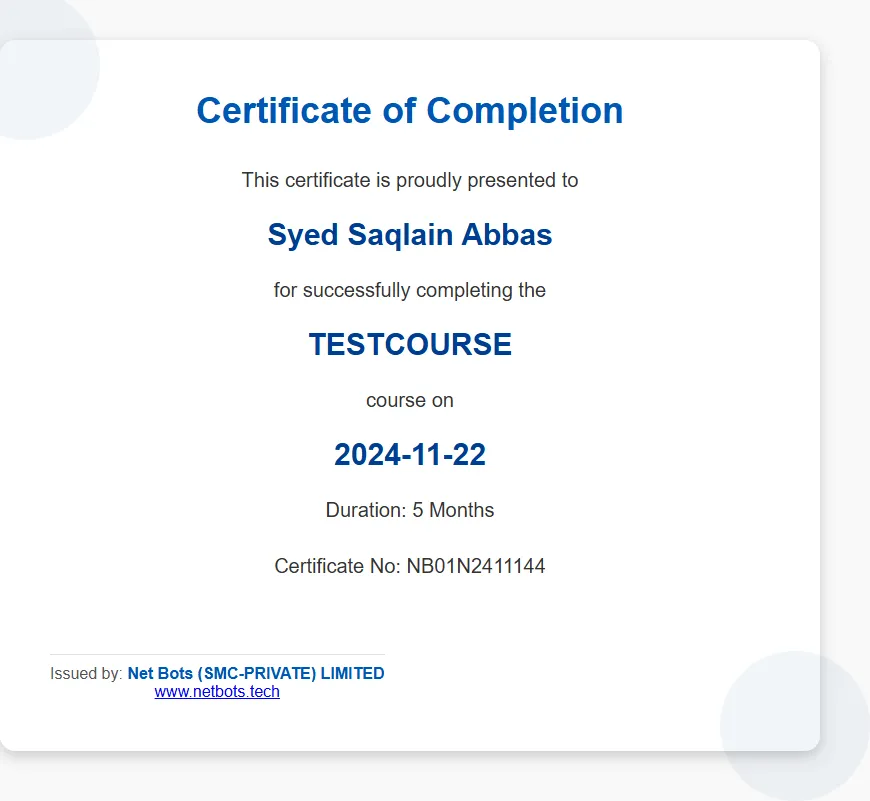 Certificate of Completion
This certificate is proudly presented to
Syed Saqlain Abbas
for successfully completing the
TESTCOURSE
course on
2024-11-22
Duration: 5 Months
Certificate No: NB01N2411144
Issued by: Net Bots (SMC-PRIVATE) LIMITED
www.netbots.tech